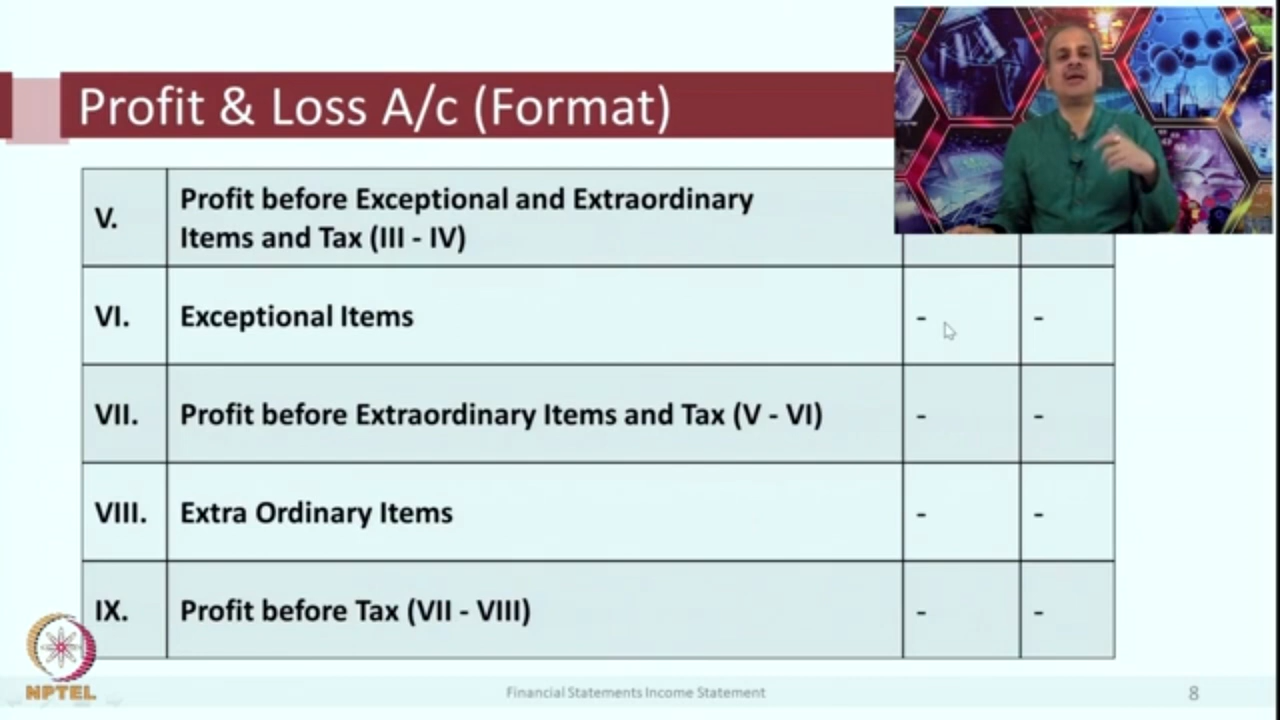 Profit & Loss A/c (Format)
V.
Profit before Exceptional and Extraordinary
Items and Tax (III - IV)
VI.
Exceptional Items
-
-
VII.
Profit before Extraordinary Items and Tax (V - VI)
-
-
VIII.
Extra Ordinary Items
-
-
IX.
Profit before Tax (VII - VIII)
-
-
NPTEL
Financial Statements Income Statement
8